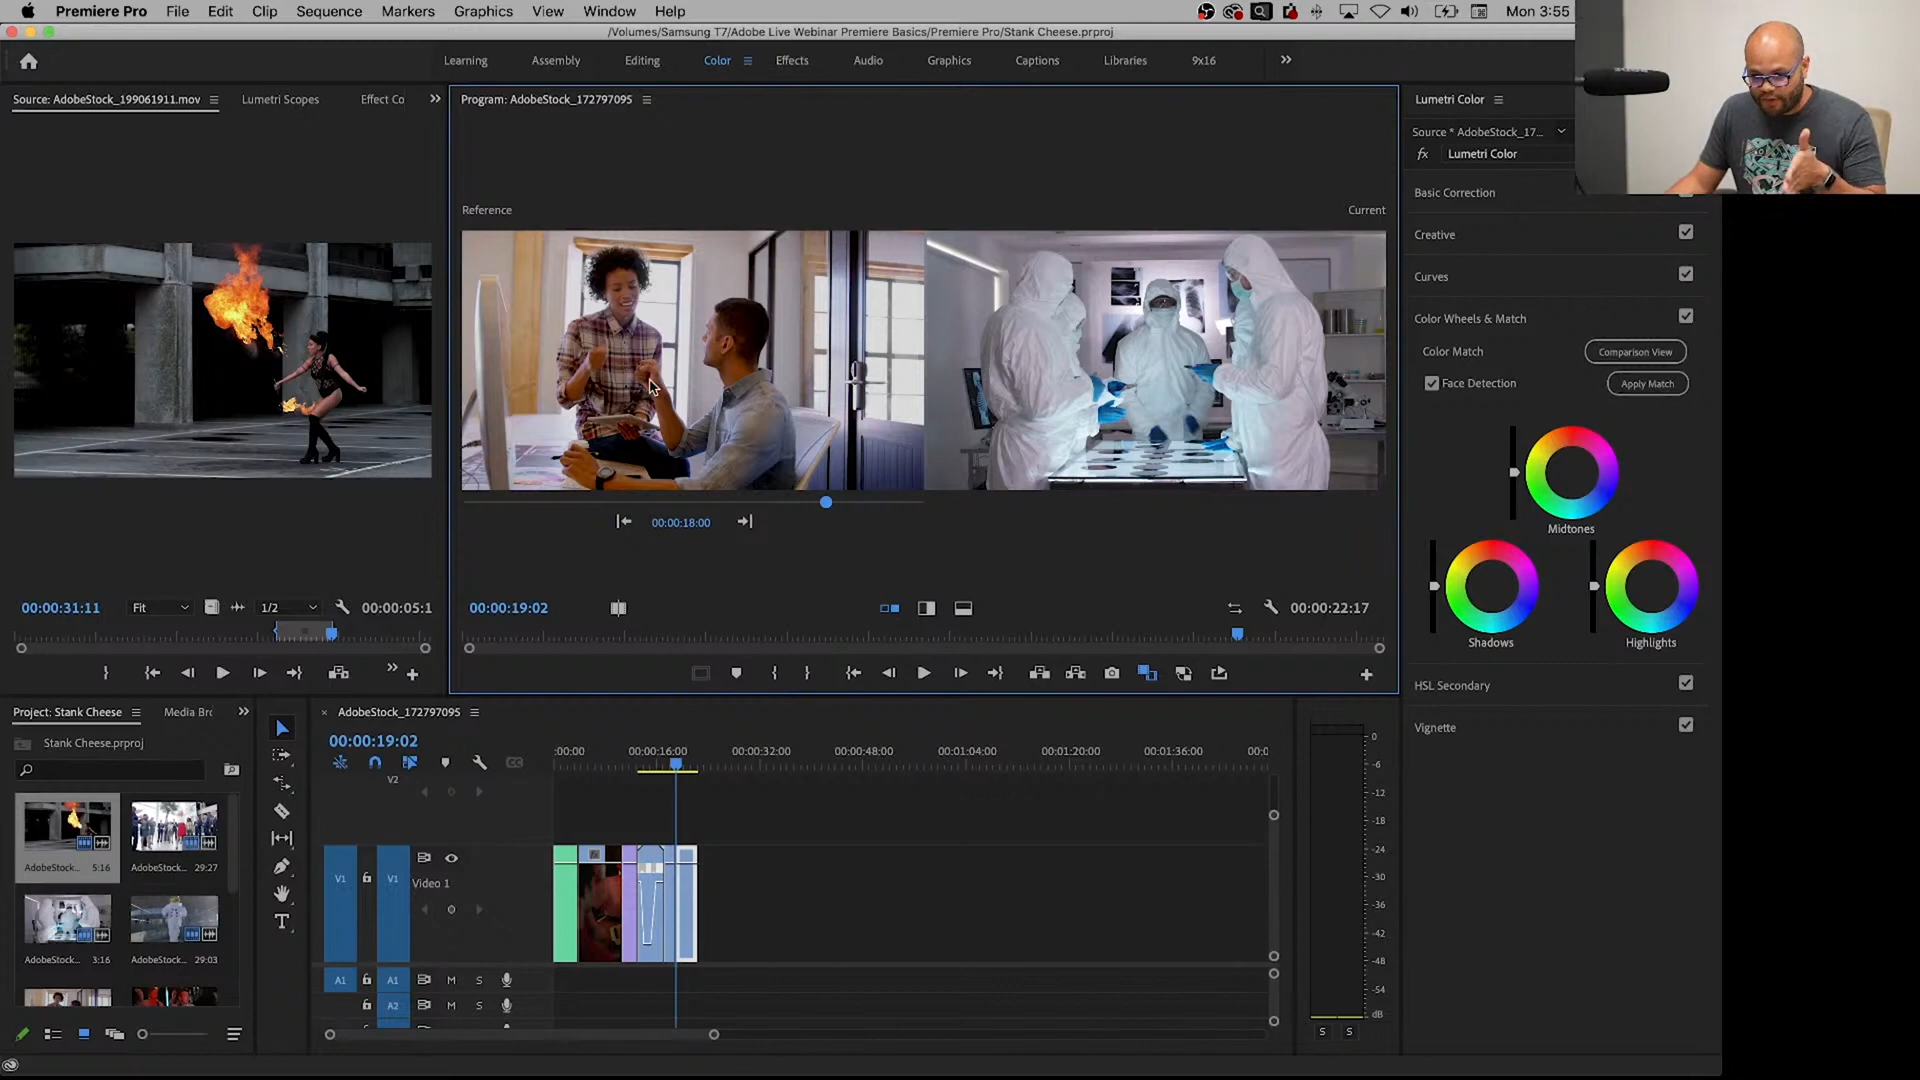 Premiere Pro File Edit Clip Sequence Markers Graphics View Window Help Mon 3:55
/Volumes/Samsung T7/Adobe Live Webinar Premiere Basics/Premiere Pro/Stank Cheese.prproj
Learning Assembly Editing Color Effects Audio Graphics Captions Libraries 9x16
Source: AdobeStock_199061911.mov Lumetri Scopes Effect Co
Program: AdobeStock_172797095
Lumetri Color
Source * AdobeStock_17...
fx Lumetri Color
Basic Correction
Reference Current
Creative
Curves
Color Wheels & Match
Color Match Comparison View
Face Detection Apply Match
Midtones
Shadows Highlights
HSL Secondary
Vignette
00:00:18:00
00:00:31:11 Fit 1/2 00:00:05:1
00:00:19:02 00:00:22:17
Project: Stank Cheese Media Brc
Stank Cheese.prproj
AdobeStock... 5:16 AdobeStock... 29:27
AdobeStock... 3:16 AdobeStock... 29:03
AdobeStock_172797095
00:00:19:02
:00:00 00:00:16:00 00:00:32:00 00:00:48:00 00:01:04:00 00:01:20:00 00:01:36:00 00:0
V2
V1 V1 Video 1
A1 A1 M S
A2 M S
0
-6
-12
-18
-24
-30
-36
-42
-48
-54
dB
S S